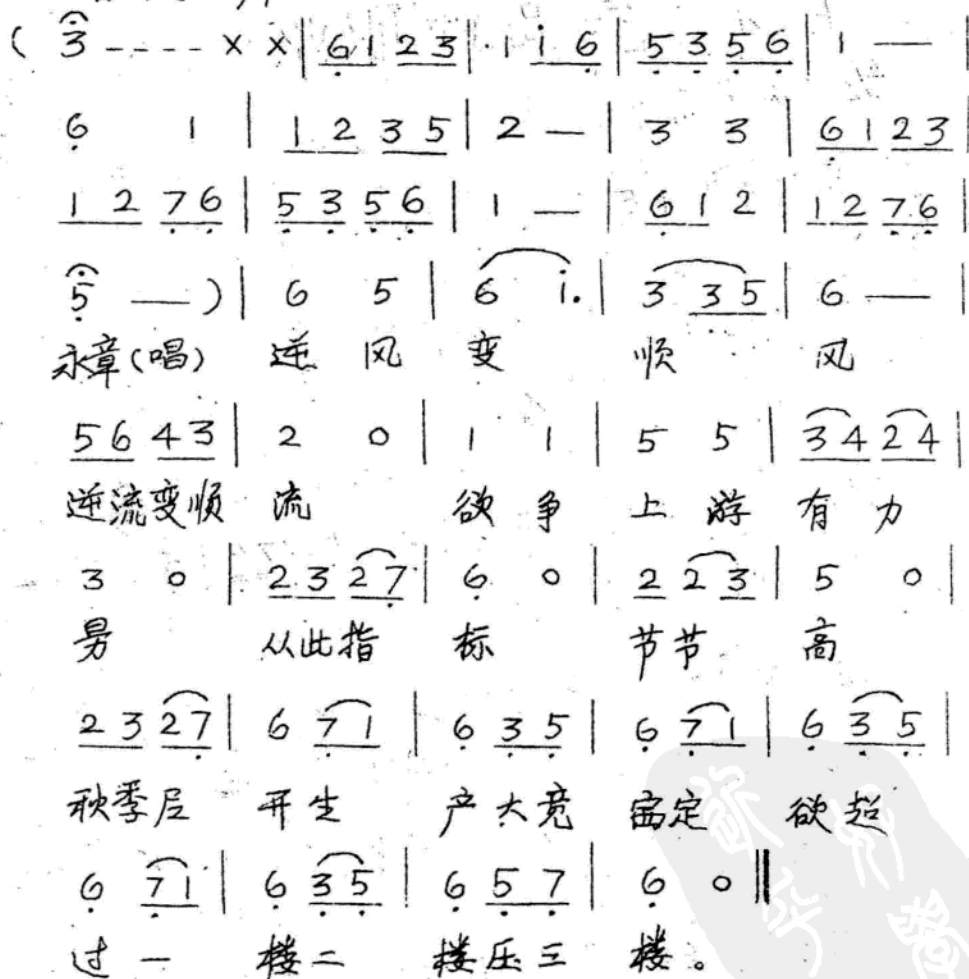 ( 3 - - - - × × | 6 1 2 3 | 1 i 6 | 5 3 5 6 | 1 — |
6 1 | 1 2 3 5 | 2 — | 3 3 | 6 1 2 3 |
1 2 7 6 | 5 3 5 6 | 1 — | 6 1 2 | 1 2 7 6 |
5 — ) | 6 5 | 6 i. | 3 3 5 | 6 — |
永章(唱) 逆 风 变 顺 风
5 6 4 3 | 2 0 | 1 1 | 5 5 | 3 4 2 4 |
逆流变顺 流 欲 争 上 游 有 力
3 0 | 2 3 2 7 | 6 0 | 2 2 3 | 5 0 |
从此指 标 节节 高
2 3 2 7 | 6 7 1 | 6 3 5 | 6 7 1 | 6 3 5 |
秋季 开生 产大竞 定 欲超
6 7 1 | 6 3 5 | 6 5 7 | 6 0 ‖
过一 楼二 楼压三 楼。